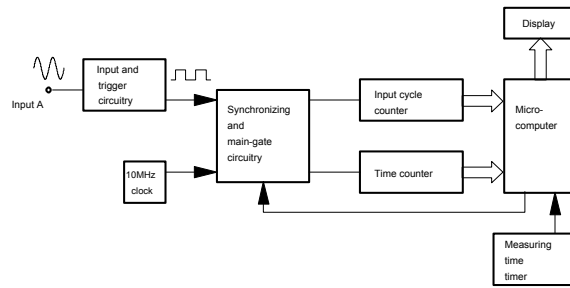 Display
Input and
trigger
circuitry
Input A
Synchronizing
and
main-gate
circuitry
Input cycle
counter
Micro-
computer
10MHz
clock
Time counter
Measuring
time
timer